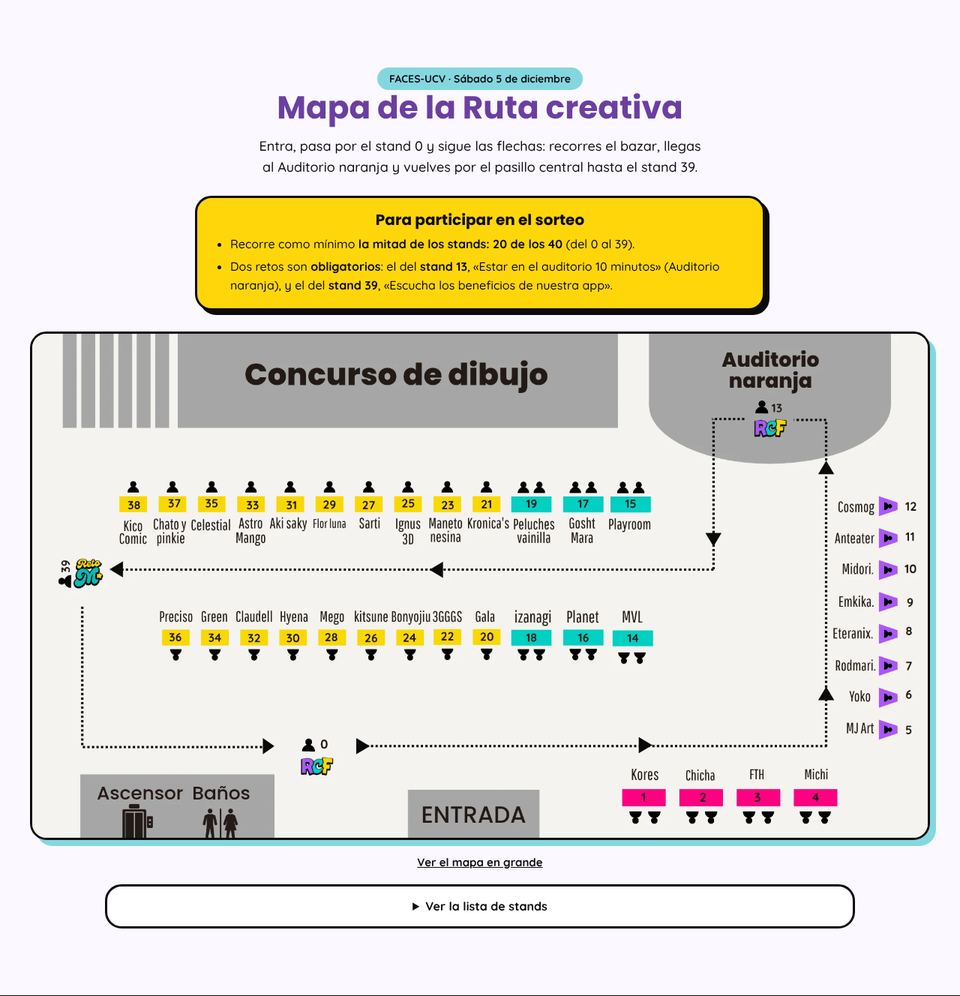 FACES-UCV · Sábado 5 de diciembre
Mapa de la Ruta creativa
Entra, pasa por el stand 0 y sigue las flechas: recorres el bazar, llegas
al Auditorio naranja y vuelves por el pasillo central hasta el stand 39.
Para participar en el sorteo
• Recorre como mínimo la mitad de los stands: 20 de los 40 (del 0 al 39).
• Dos retos son obligatorios: el del stand 13, «Estar en el auditorio 10 minutos» (Auditorio
naranja), y el del stand 39, «Escucha los beneficios de nuestra app».
Concurso de dibujo
Auditorio
naranja
13
RCF
38 37 35 33 31 29 27 25 23 21 19 17 15
Kico Chato y Celestial Astro Aki saky Flor luna Sarti Ignus Maneto Kronica's Peluches Gosht Playroom
Comic pinkie Mango 3D nesina vainilla Mara
Cosmog 12
Anteater 11
Midori. 10
Emkika. 9
Eteranix. 8
Rodmari. 7
Yoko 6
MJ Art 5
39
Reto
M
Preciso Green Claudell Hyena Mego kitsune Bonyojiu 3GGGS Gala izanagi Planet MVL
36 34 32 30 28 26 24 22 20 18 16 14
0
RCF
Kores Chicha FTH Michi
1 2 3 4
Ascensor Baños
ENTRADA
Ver el mapa en grande
▶ Ver la lista de stands